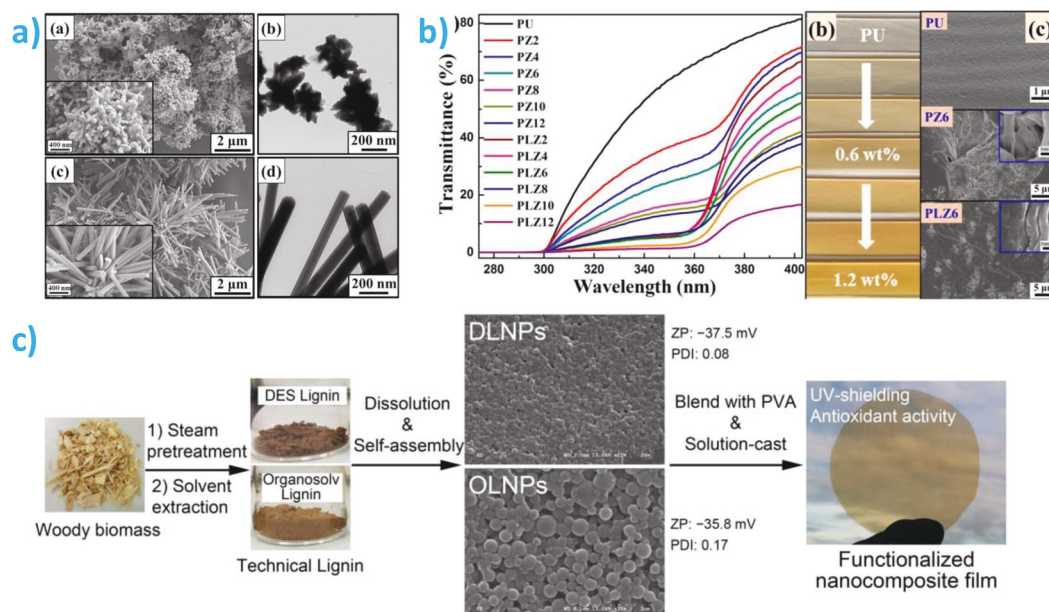 a)
(a)
400 nm
2 μm
(b)
200 nm
(c)
400 nm
2 μm
(d)
200 nm
b)
Transmittance (%)
80
60
40
20
0
280
300
320
340
360
380
400
Wavelength (nm)
PU
PZ2
PZ4
PZ6
PZ8
PZ10
PZ12
PLZ2
PLZ4
PLZ6
PLZ8
PLZ10
PLZ12
(b)
PU
0.6 wt%
1.2 wt%
(c)
PU
1 μm
PZ6
5 μm
PLZ6
5 μm
c)
Woody biomass
1) Steam
pretreatment
2) Solvent
extraction
DES Lignin
Organosolv
Lignin
Technical Lignin
Dissolution
&
Self-assembly
DLNPs
ZP: −37.5 mV
PDI: 0.08
OLNPs
ZP: −35.8 mV
PDI: 0.17
Blend with PVA
&
Solution-cast
UV-shielding
Antioxidant activity
Functionalized
nanocomposite film